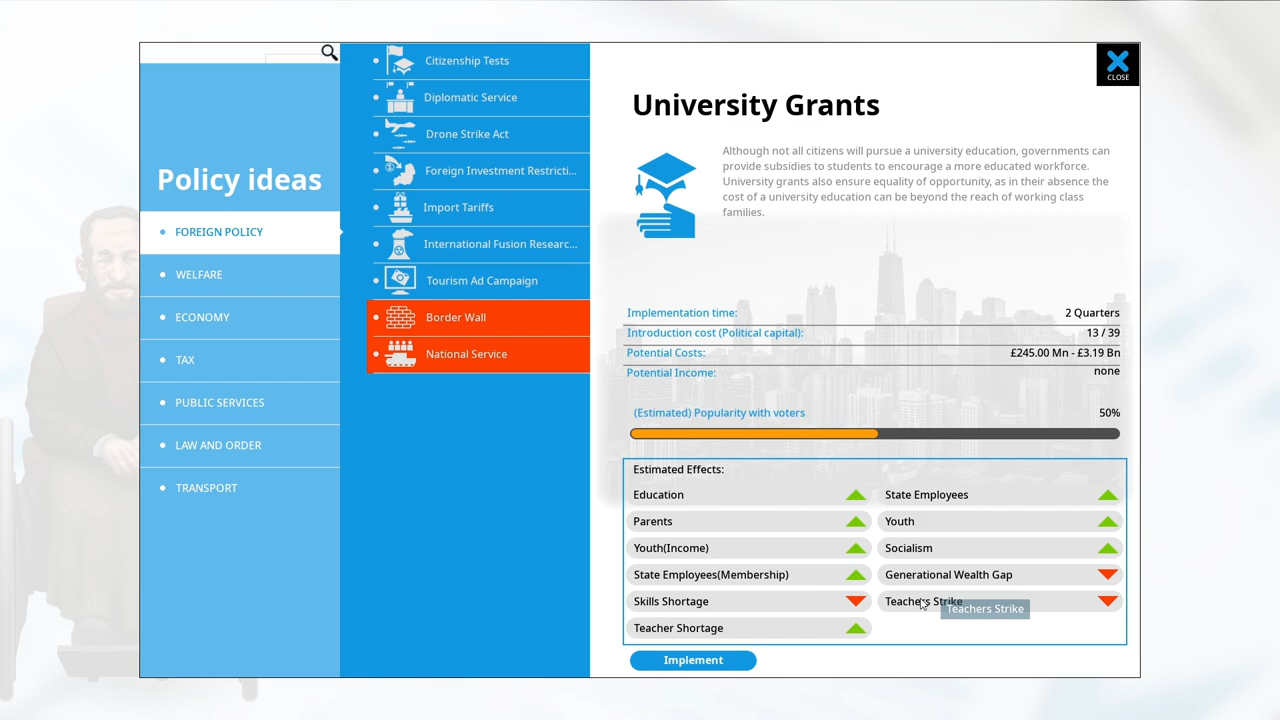 CLOSE
Policy ideas
FOREIGN POLICY
WELFARE
ECONOMY
TAX
PUBLIC SERVICES
LAW AND ORDER
TRANSPORT
Citizenship Tests
Diplomatic Service
Drone Strike Act
Foreign Investment Restricti...
Import Tariffs
International Fusion Researc...
Tourism Ad Campaign
Border Wall
National Service
University Grants
Although not all citizens will pursue a university education, governments can
provide subsidies to students to encourage a more educated workforce.
University grants also ensure equality of opportunity, as in their absence the
cost of a university education can be beyond the reach of working class
families.
Implementation time: 2 Quarters
Introduction cost (Political capital): 13 / 39
Potential Costs: £245.00 Mn - £3.19 Bn
Potential Income: none
(Estimated) Popularity with voters 50%
Estimated Effects:
Education State Employees
Parents Youth
Youth(Income) Socialism
State Employees(Membership) Generational Wealth Gap
Skills Shortage Teachers Strike
Teachers Strike
Teacher Shortage
Implement